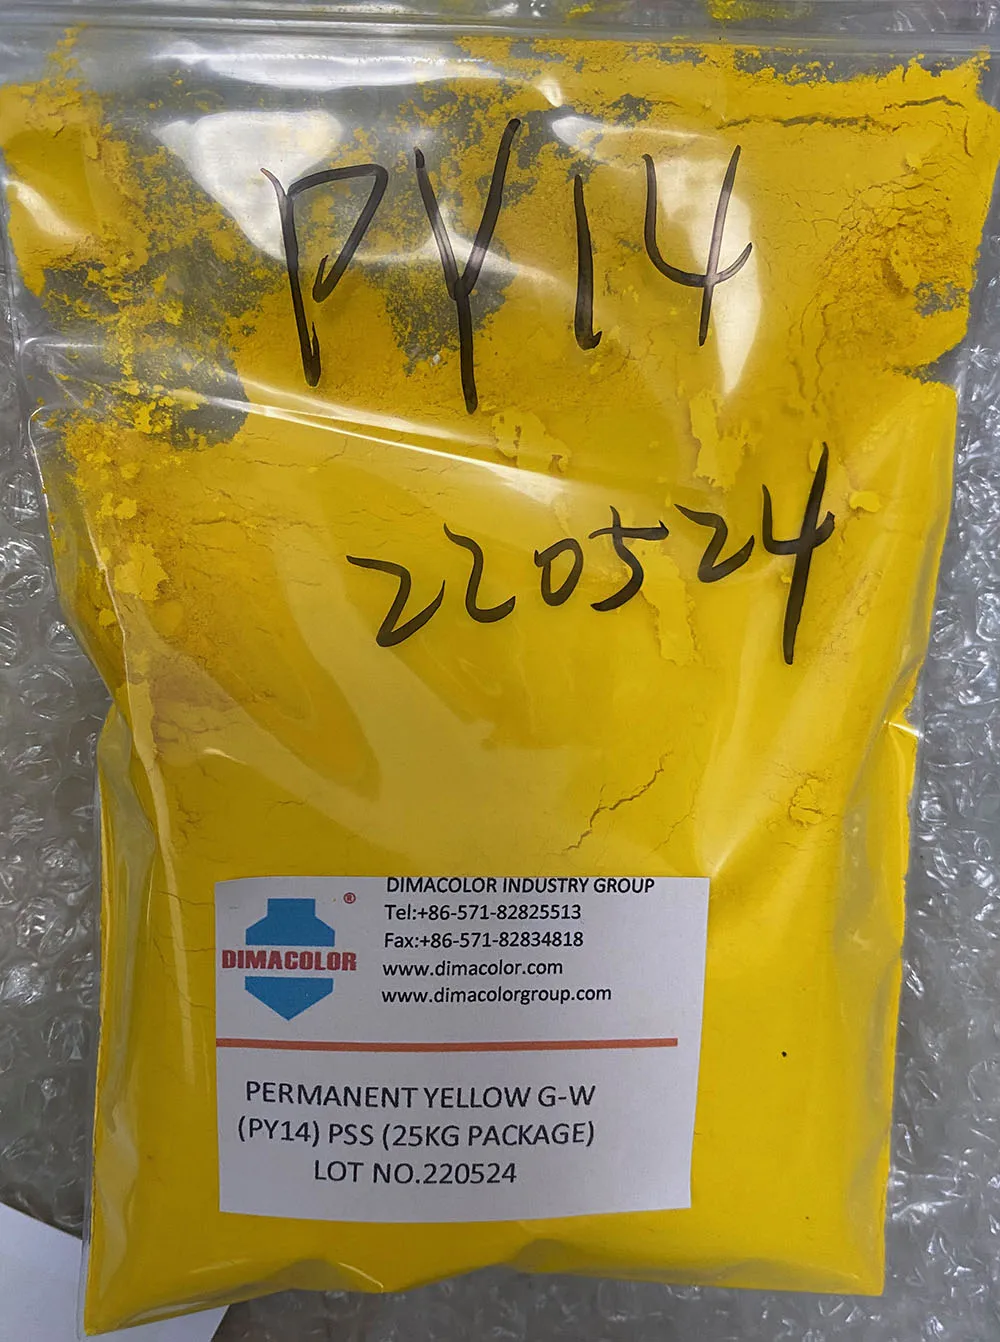 PY14
220524
DIMACOLOR INDUSTRY GROUP
Tel:+86-571-82825513
Fax:+86-571-82834818
www.dimacolor.com
www.dimacolorgroup.com
®
DIMACOLOR
PERMANENT YELLOW G-W
(PY14) PSS (25KG PACKAGE)
LOT NO.220524